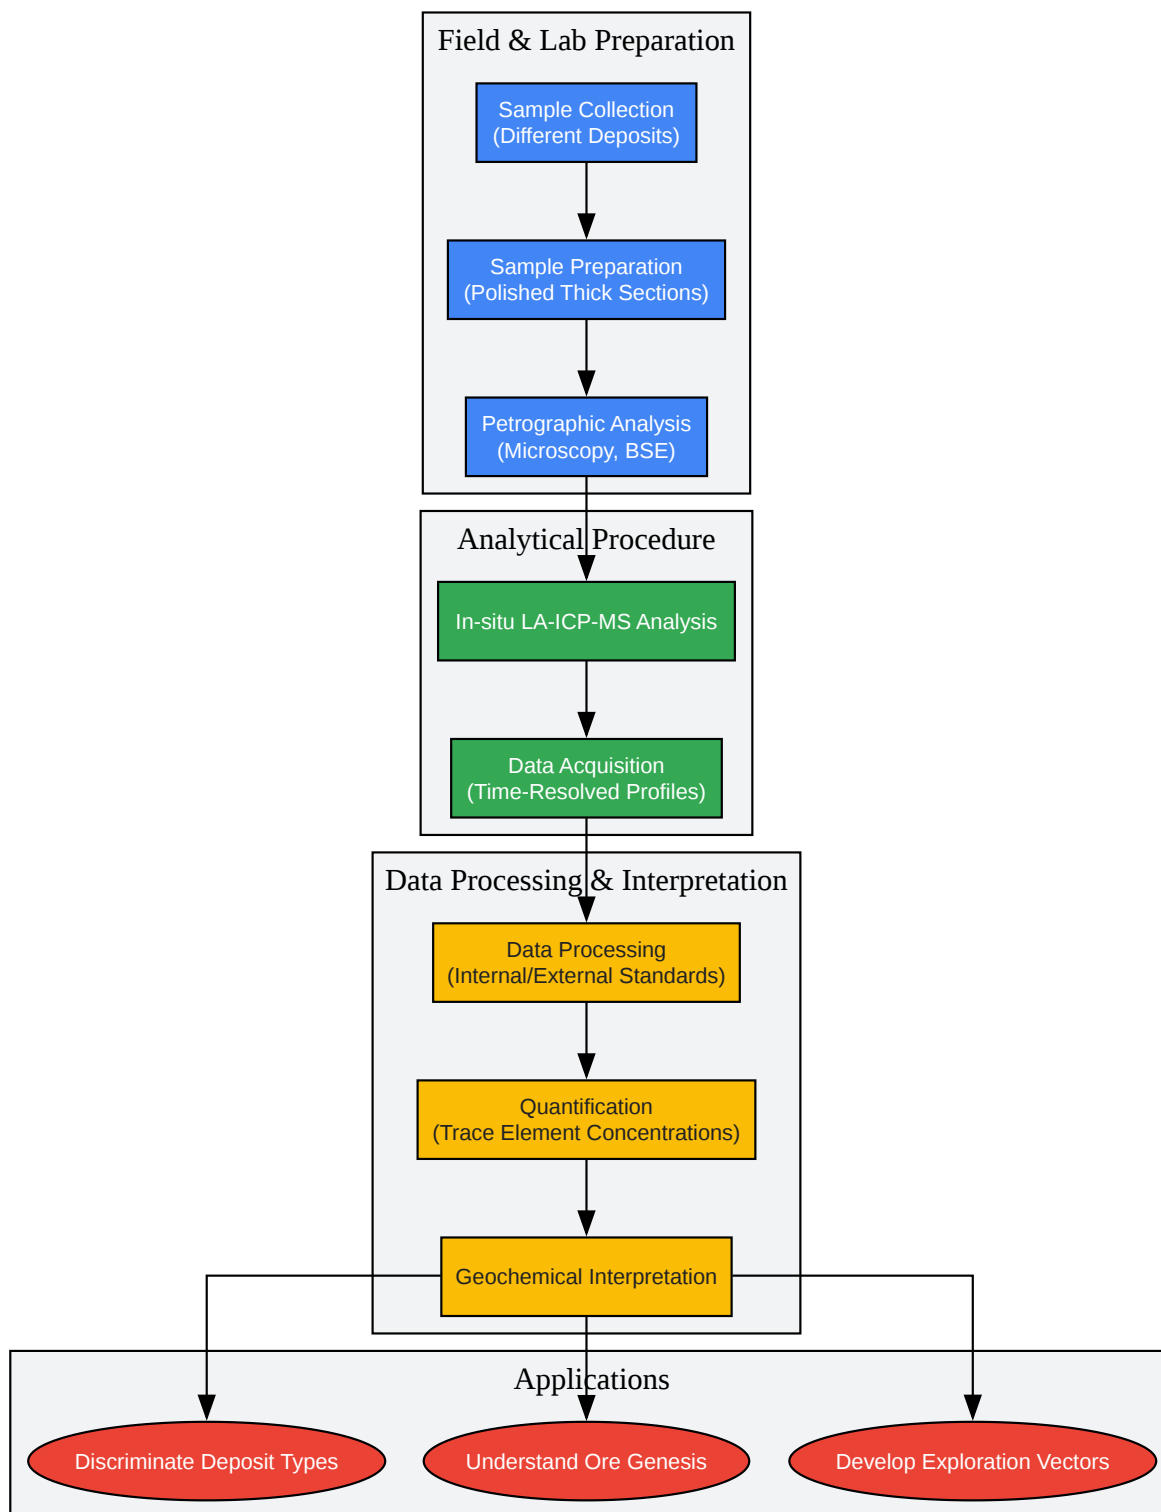 Field & Lab Preparation
Sample Collection
(Different Deposits)
Sample Preparation
(Polished Thick Sections)
Petrographic Analysis
(Microscopy, BSE)
Analytical Procedure
In-situ LA-ICP-MS Analysis
Data Acquisition
(Time-Resolved Profiles)
Data Processing & Interpretation
Data Processing
(Internal/External Standards)
Quantification
(Trace Element Concentrations)
Geochemical Interpretation
Applications
Discriminate Deposit Types
Understand Ore Genesis
Develop Exploration Vectors